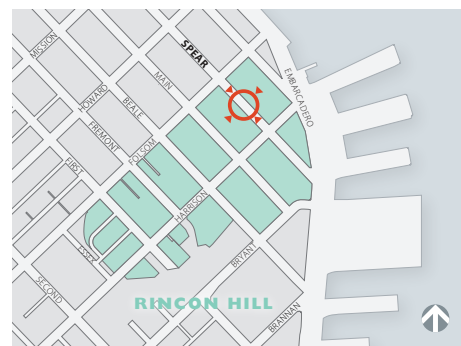 MISSION
SPEAR
MAIN
EMBARCADERO
HOWARD
BEALE
FREMONT
FOLSOM
FIRST
HARRISON
ESSEX
BRYANT
SECOND
RINCON HILL
BRANNAN